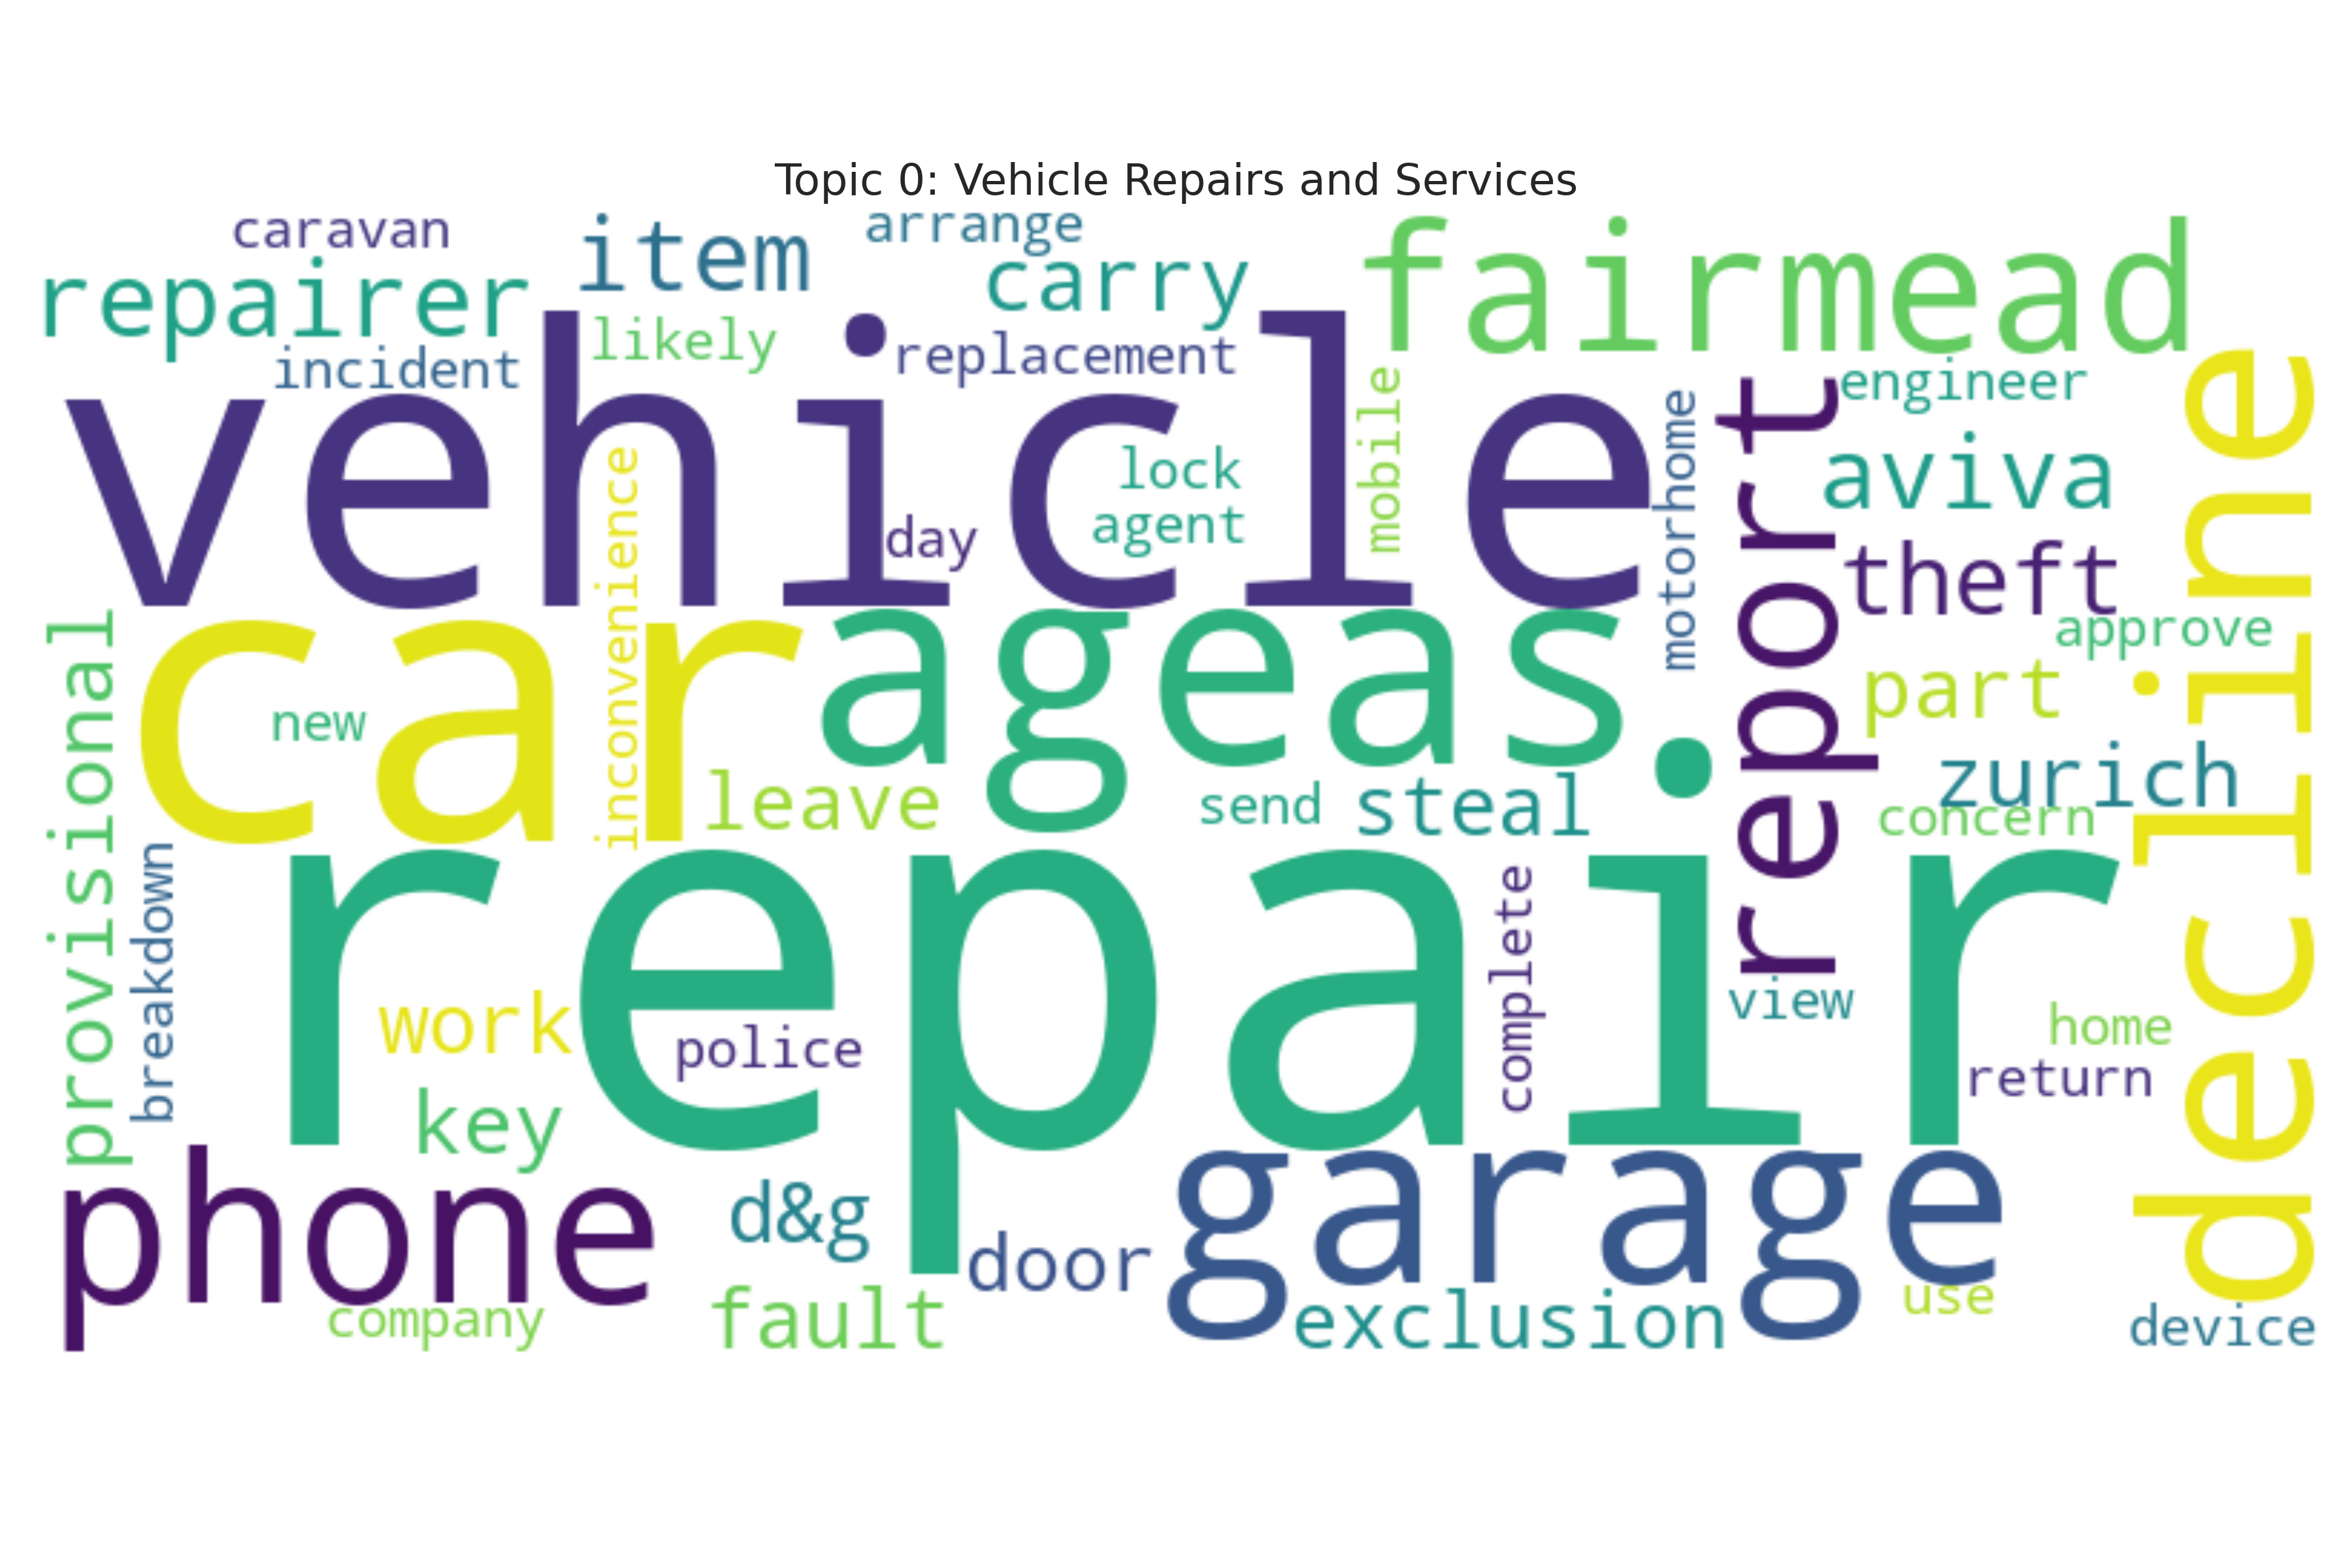 Topic 0: Vehicle Repairs and Services
caravan
item
arrange
fairmead
repairer
carry
incident
likely
replacement
vehicle
mobile
motorhome
report
engineer
decline
lock
agent
day
aviva
theft
inconvenience
provisional
car
ageas
approve
part
new
leave
send
steal
zurich
concern
breakdown
repair
complete
work
police
view
home
return
key
phone
d&g
door
garage
company
fault
exclusion
use
device